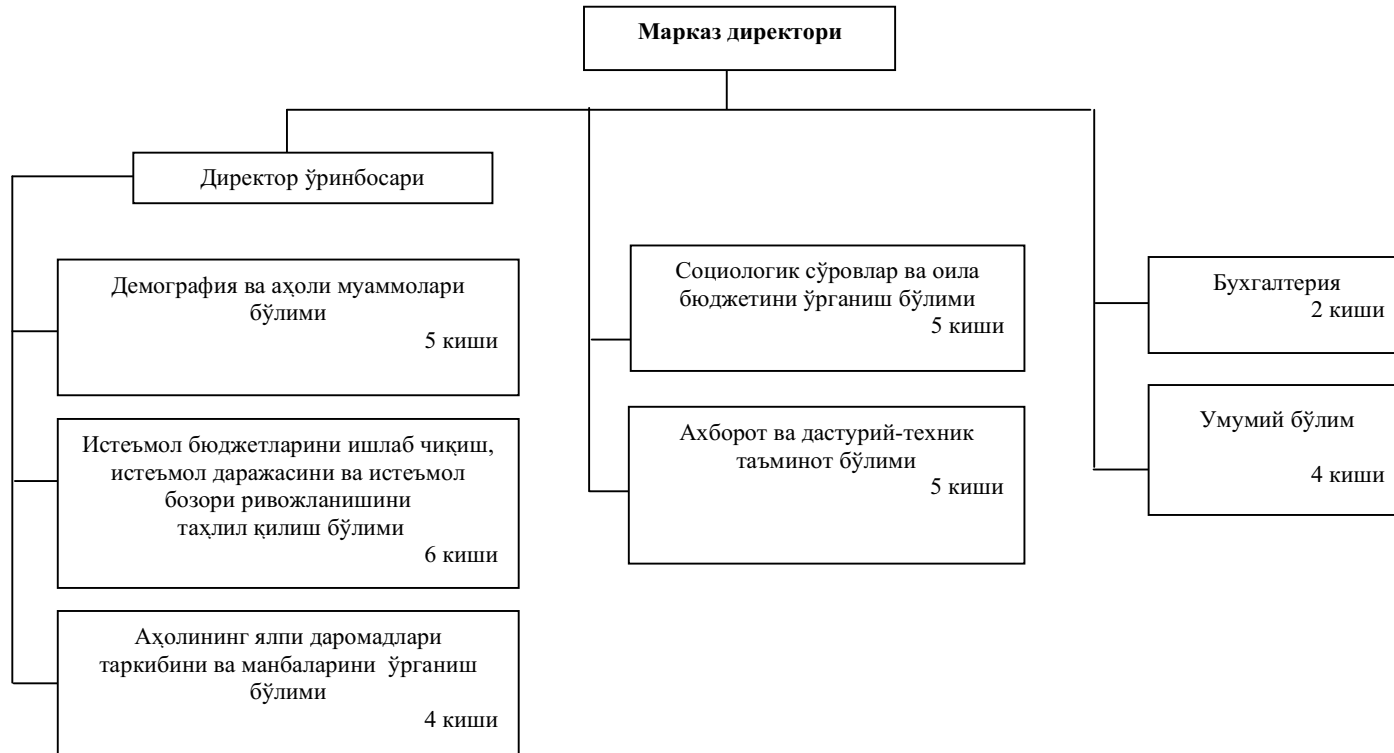 Марказ директори
Директор ўринбосари
Демография ва аҳоли муаммолари
бўлими
5 киши
Истеъмол бюджетларини ишлаб чиқиш,
истеъмол даражасини ва истеъмол
бозори ривожланишини
таҳлил қилиш бўлими
6 киши
Аҳолининг ялпи даромадлари
таркибини ва манбаларини ўрганиш
бўлими
4 киши
Социологик сўровлар ва оила
бюджетини ўрганиш бўлими
5 киши
Ахборот ва дастурий-техник
таъминот бўлими
5 киши
Бухгалтерия
2 киши
Умумий бўлим
4 киши